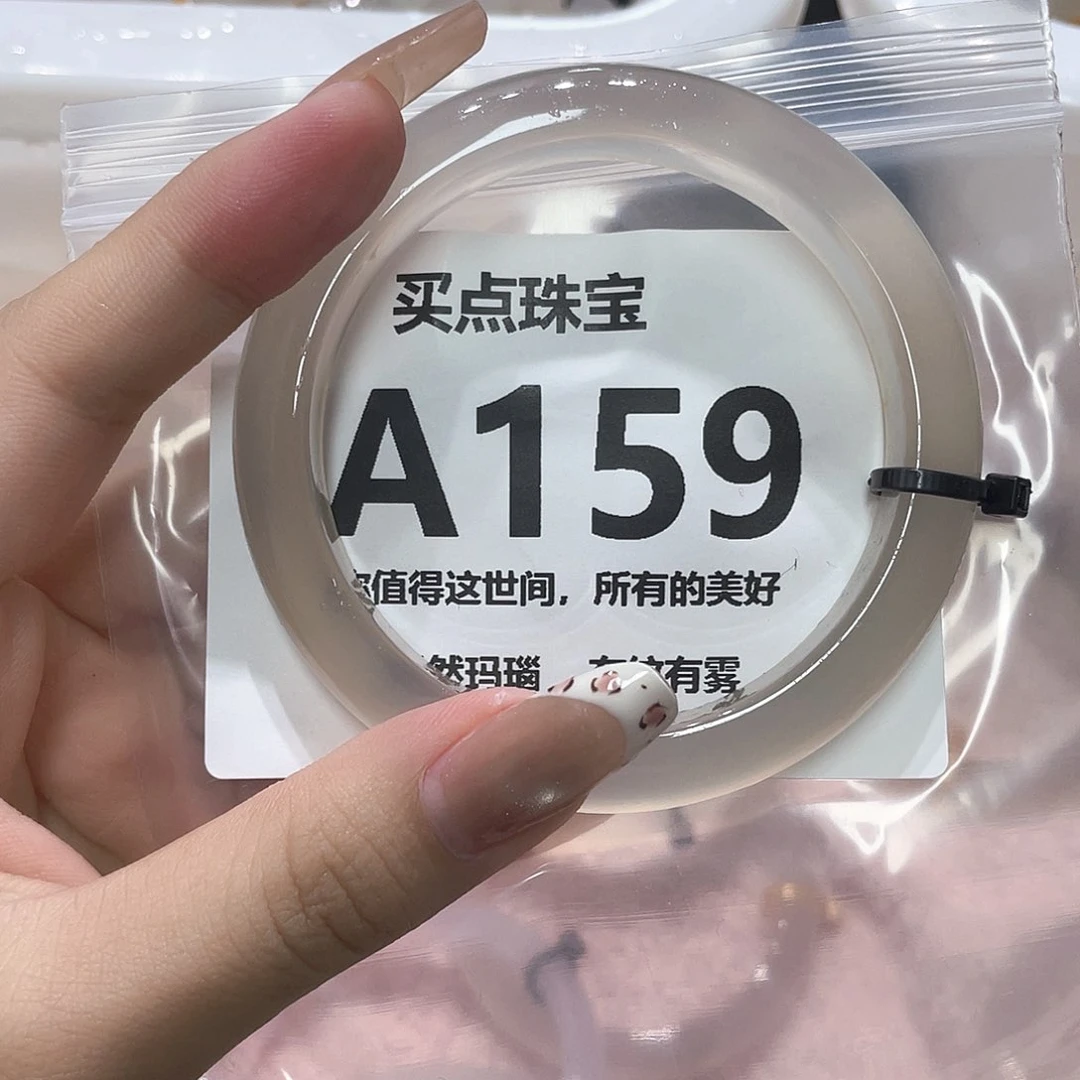 买点珠宝
A159
你值得这世间，所有的美好
然玛瑙 有纹有雾